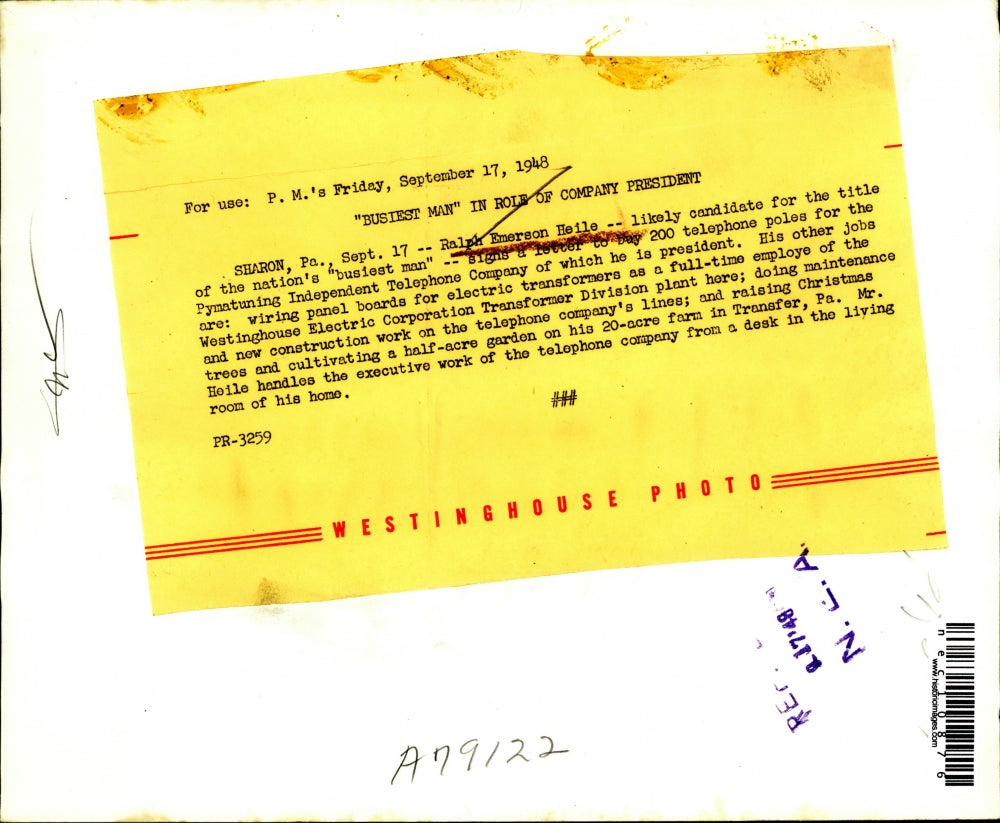 For use: P. M.'s Friday, September 17, 1948
"BUSIEST MAN" IN ROLE OF COMPANY PRESIDENT
SHARON, Pa., Sept. 17 -- Ralph Emerson Heile -- likely candidate for the title
of the nation's "busiest man" -- signs a letter to buy 200 telephone poles for the
Pymatuning Independent Telephone Company of which he is president. His other jobs
are: wiring panel boards for electric transformers as a full-time employe of the
Westinghouse Electric Corporation Transformer Division plant here; doing maintenance
and new construction work on the telephone company's lines; and raising Christmas
trees and cultivating a half-acre garden on his 20-acre farm in Transfer, Pa. Mr.
Heile handles the executive work of the telephone company from a desk in the living
room of his home.
###
PR-3259
WESTINGHOUSE PHOTO
N. E. A.
17'48
A79122
nec10876
www.historicimages.com